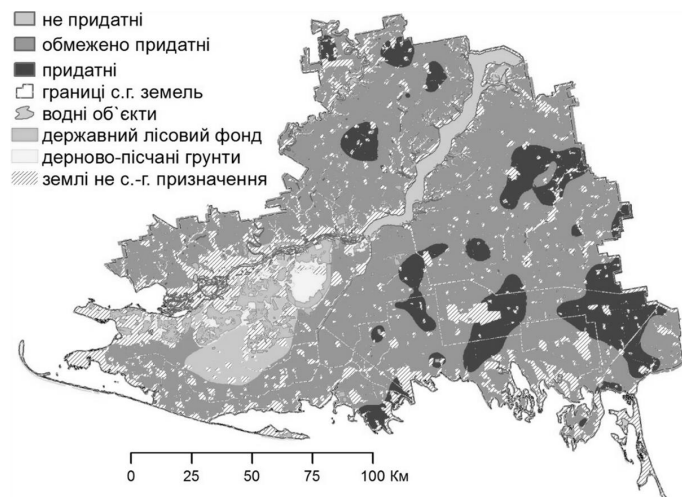 не придатні
обмежено придатні
придатні
границі с.г. земель
водні об`єкти
державний лісовий фонд
дерново-пісчані грунти
землі не с.-г. призначення
0 25 50 75 100 Км